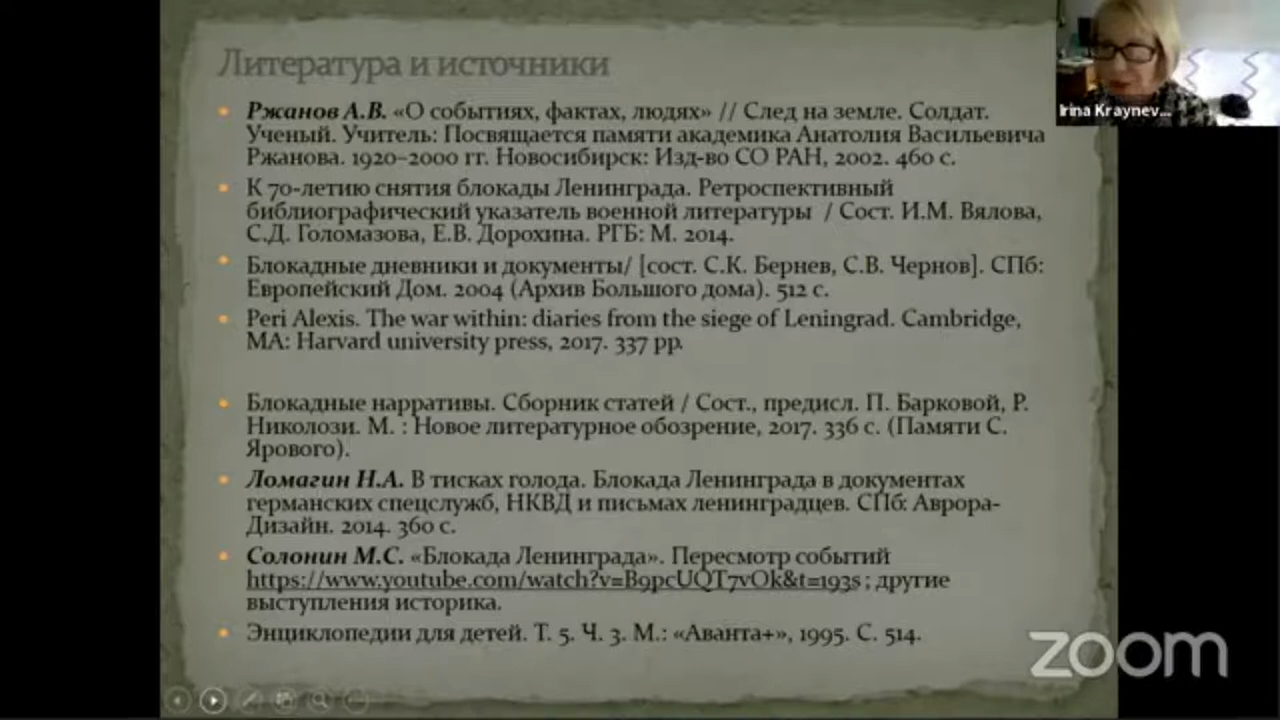 Литература и источники
Ржанов А.В. «О событиях, фактах, людях» // След на земле. Солдат.
Ученый. Учитель: Посвящается памяти академика Анатолия Васильевича
Ржанова. 1920–2000 гг. Новосибирск: Изд-во СО РАН, 2002. 460 с.
К 70-летию снятия блокады Ленинграда. Ретроспективный
библиографический указатель военной литературы / Сост. И.М. Вялова,
С.Д. Голомазова, Е.В. Дорохина. РГБ: М. 2014.
Блокадные дневники и документы/ [сост. С.К. Бернев, С.В. Чернов]. СПб:
Европейский Дом. 2004 (Архив Большого дома). 512 с.
Peri Alexis. The war within: diaries from the siege of Leningrad. Cambridge,
MA: Harvard university press, 2017. 337 pp.
Блокадные нарративы. Сборник статей / Сост., предисл. П. Барковой, Р.
Николози. М. : Новое литературное обозрение, 2017. 336 с. (Памяти С.
Ярового).
Ломагин Н.А. В тисках голода. Блокада Ленинграда в документах
германских спецслужб, НКВД и письмах ленинградцев. СПб: Аврора-
Дизайн. 2014. 360 с.
Солонин М.С. «Блокада Ленинграда». Пересмотр событий
https://www.youtube.com/watch?v=B9pcUQT7vOk&t=193s ; другие
выступления историка.
Энциклопедии для детей. Т. 5. Ч. 3. М.: «Аванта+», 1995. С. 514.
Irina Kraynev...
zoom